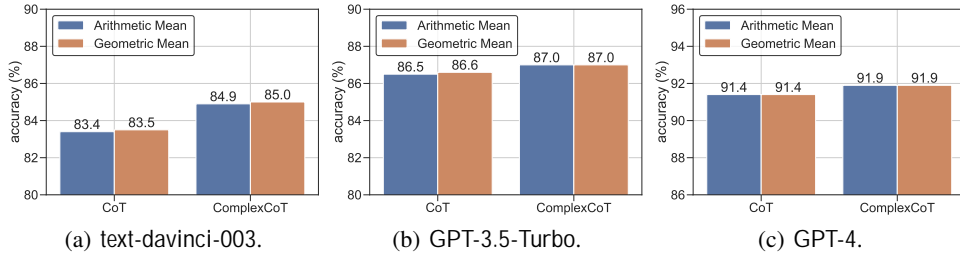 90
88
86
84
82
80
accuracy (%)
Arithmetic Mean
Geometric Mean
83.4
83.5
84.9
85.0
CoT
ComplexCoT
(a) text-davinci-003.
90
88
86
84
82
80
accuracy (%)
Arithmetic Mean
Geometric Mean
86.5
86.6
87.0
87.0
CoT
ComplexCoT
(b) GPT-3.5-Turbo.
96
94
92
90
88
86
accuracy (%)
Arithmetic Mean
Geometric Mean
91.4
91.4
91.9
91.9
CoT
ComplexCoT
(c) GPT-4.